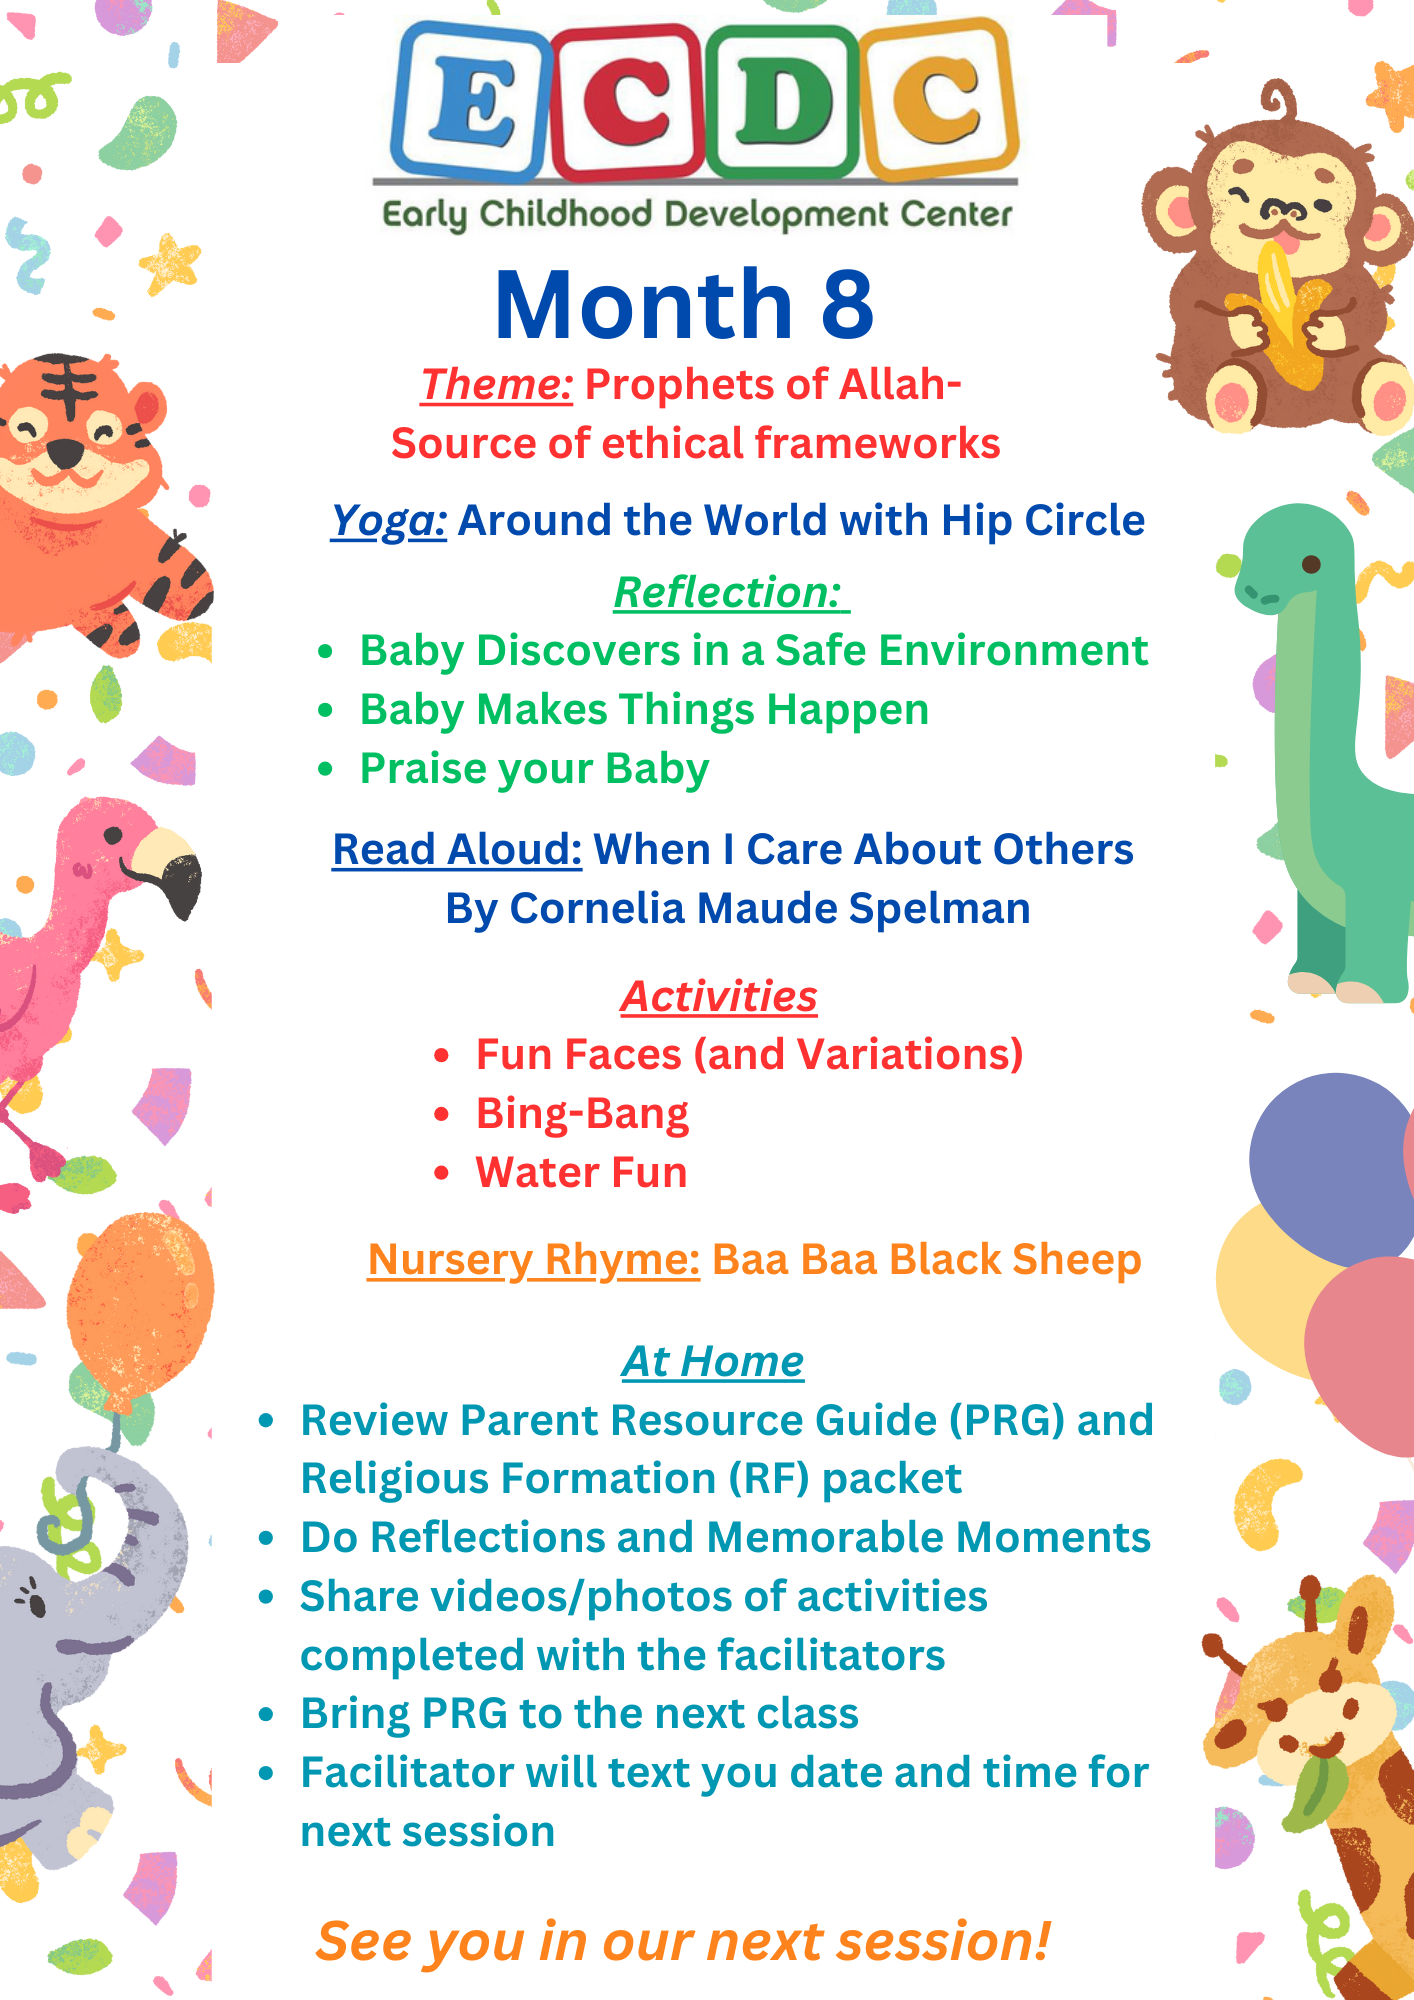 E C D C
Early Childhood Development Center
Month 8
Theme: Prophets of Allah-
Source of ethical frameworks
Yoga: Around the World with Hip Circle
Reflection:
• Baby Discovers in a Safe Environment
• Baby Makes Things Happen
• Praise your Baby
Read Aloud: When I Care About Others
By Cornelia Maude Spelman
Activities
• Fun Faces (and Variations)
• Bing-Bang
• Water Fun
Nursery Rhyme: Baa Baa Black Sheep
At Home
• Review Parent Resource Guide (PRG) and
Religious Formation (RF) packet
• Do Reflections and Memorable Moments
• Share videos/photos of activities
completed with the facilitators
• Bring PRG to the next class
• Facilitator will text you date and time for
next session
See you in our next session!